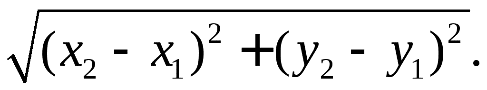 √((x₂ - x₁)² + (y₂ - y₁)²).